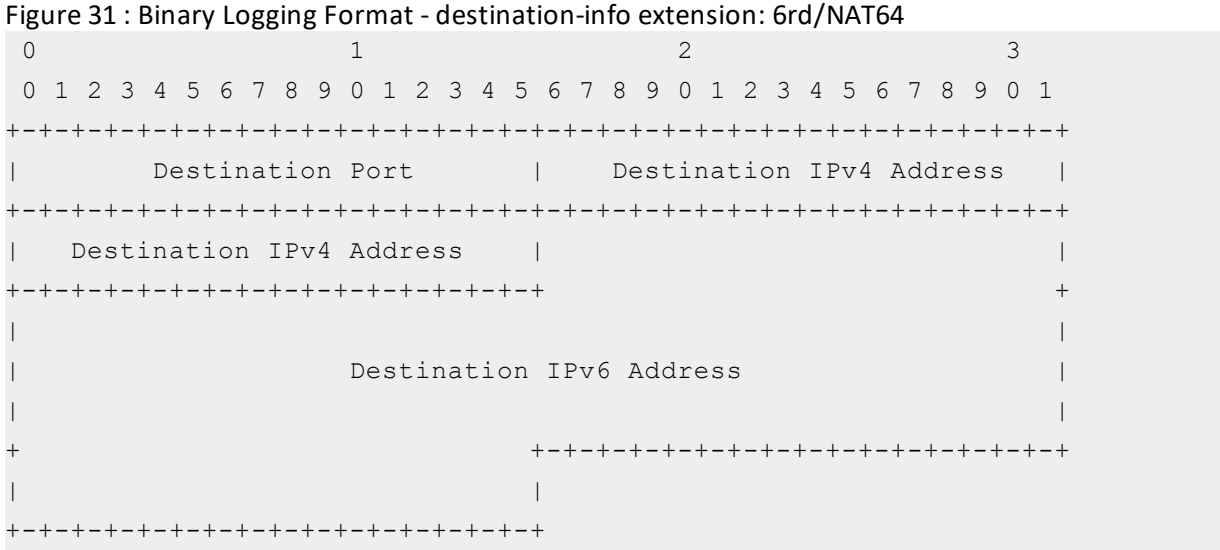 Figure 31 : Binary Logging Format - destination-info extension: 6rd/NAT64
 0                   1                   2                   3
 0 1 2 3 4 5 6 7 8 9 0 1 2 3 4 5 6 7 8 9 0 1 2 3 4 5 6 7 8 9 0 1
+-+-+-+-+-+-+-+-+-+-+-+-+-+-+-+-+-+-+-+-+-+-+-+-+-+-+-+-+-+-+-+-+
|        Destination Port       |    Destination IPv4 Address   |
+-+-+-+-+-+-+-+-+-+-+-+-+-+-+-+-+-+-+-+-+-+-+-+-+-+-+-+-+-+-+-+-+
|   Destination IPv4 Address    |                               |
+-+-+-+-+-+-+-+-+-+-+-+-+-+-+-+-+                               +
|                                                               |
|                    Destination IPv6 Address                   |
|                                                               |
+                               +-+-+-+-+-+-+-+-+-+-+-+-+-+-+-+-+
|                               |
+-+-+-+-+-+-+-+-+-+-+-+-+-+-+-+-+